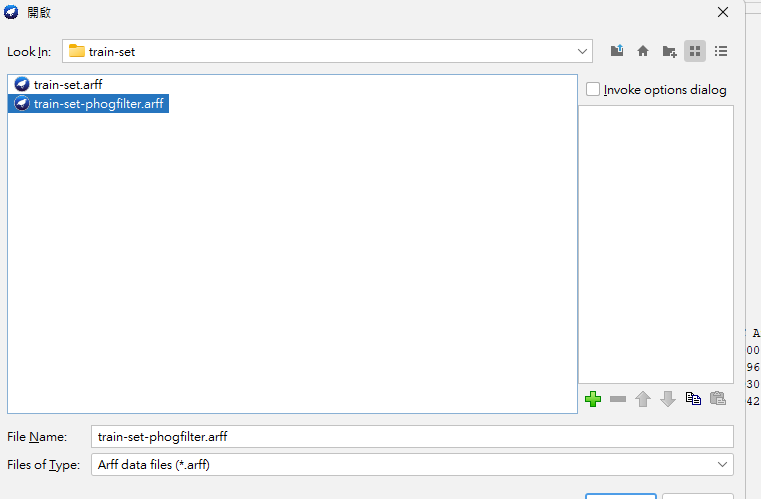 開啟
Look In: train-set
train-set.arff
train-set-phogfilter.arff
Invoke options dialog
A
00
96
30
42
File Name: train-set-phogfilter.arff
Files of Type: Arff data files (*.arff)